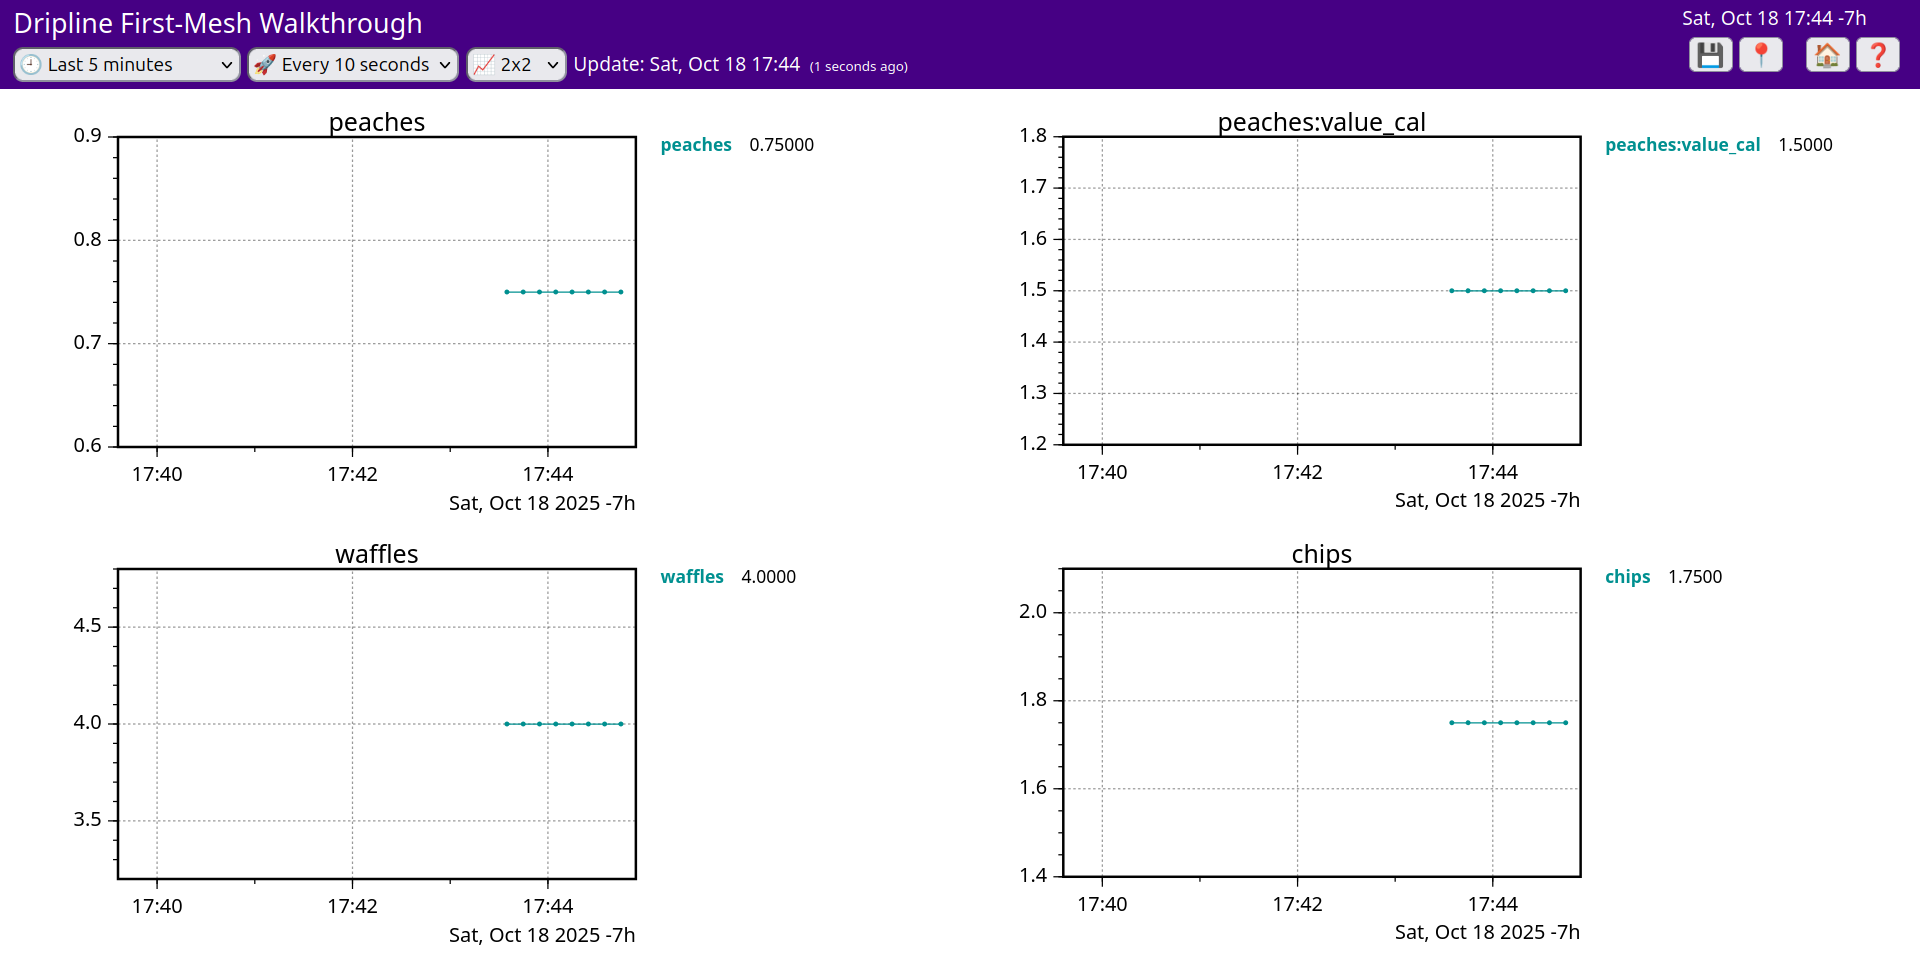 Dripline First-Mesh Walkthrough
Sat, Oct 18 17:44 -7h
Last 5 minutes
Every 10 seconds
2x2
Update: Sat, Oct 18 17:44 (1 seconds ago)
peaches
0.9
0.8
0.7
0.6
17:40 17:42 17:44
Sat, Oct 18 2025 -7h
peaches 0.75000
peaches:value_cal
1.8
1.7
1.6
1.5
1.4
1.3
1.2
17:40 17:42 17:44
Sat, Oct 18 2025 -7h
peaches:value_cal 1.5000
waffles
4.5
4.0
3.5
17:40 17:42 17:44
Sat, Oct 18 2025 -7h
waffles 4.0000
chips
2.0
1.8
1.6
1.4
17:40 17:42 17:44
Sat, Oct 18 2025 -7h
chips 1.7500